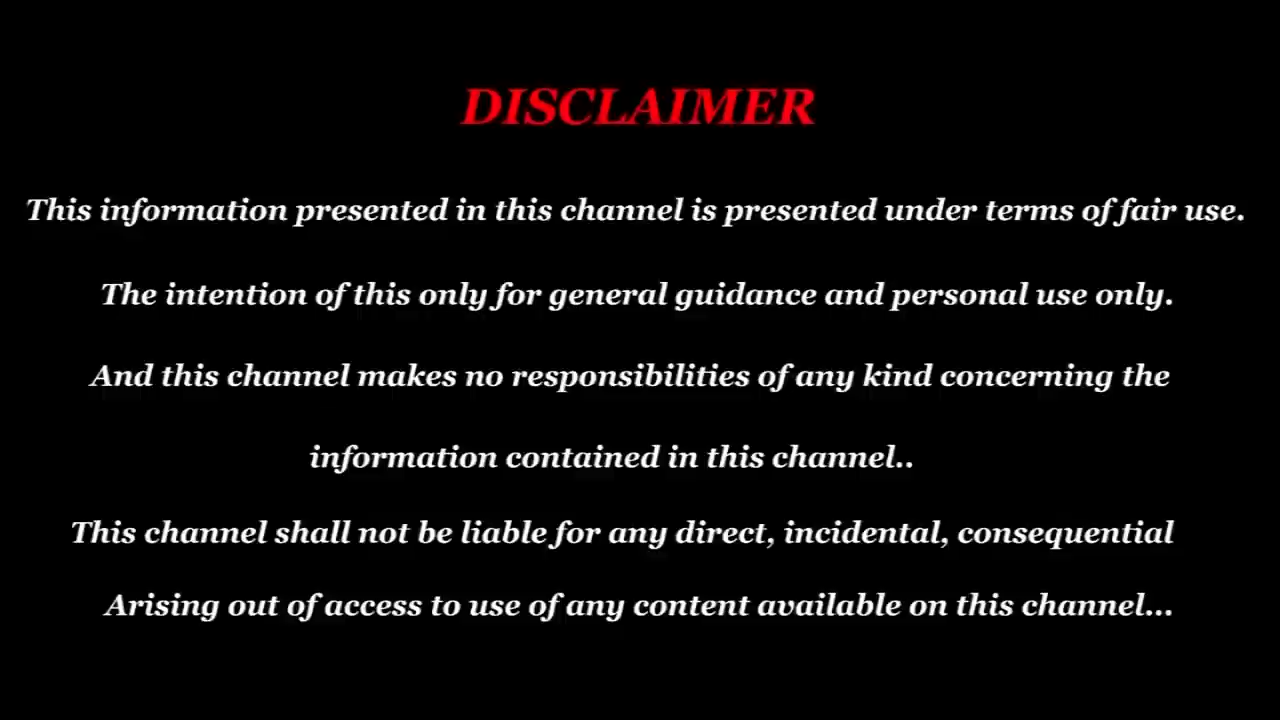 DISCLAIMER
This information presented in this channel is presented under terms of fair use.
The intention of this only for general guidance and personal use only.
And this channel makes no responsibilities of any kind concerning the
information contained in this channel..
This channel shall not be liable for any direct, incidental, consequential
Arising out of access to use of any content available on this channel...